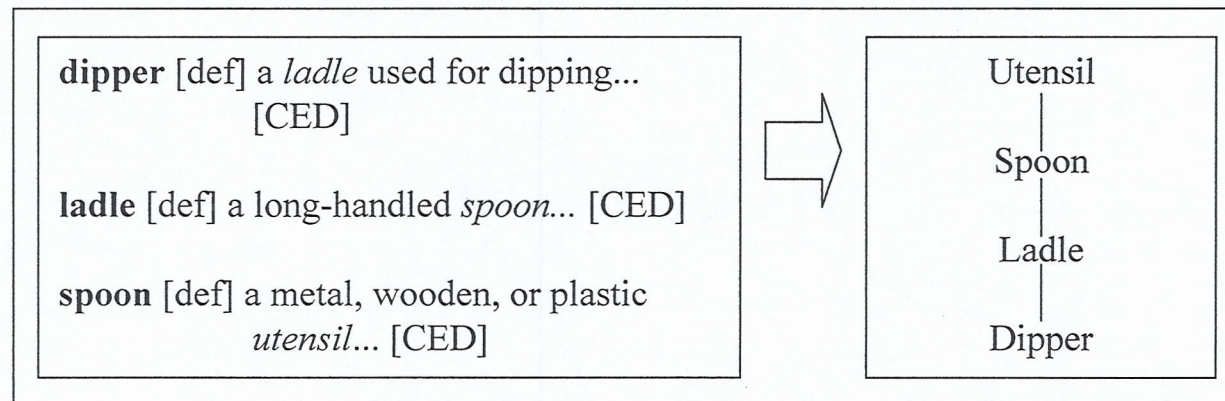 dipper [def] a ladle used for dipping...
[CED]
ladle [def] a long-handled spoon... [CED]
spoon [def] a metal, wooden, or plastic
utensil... [CED]
Utensil
Spoon
Ladle
Dipper